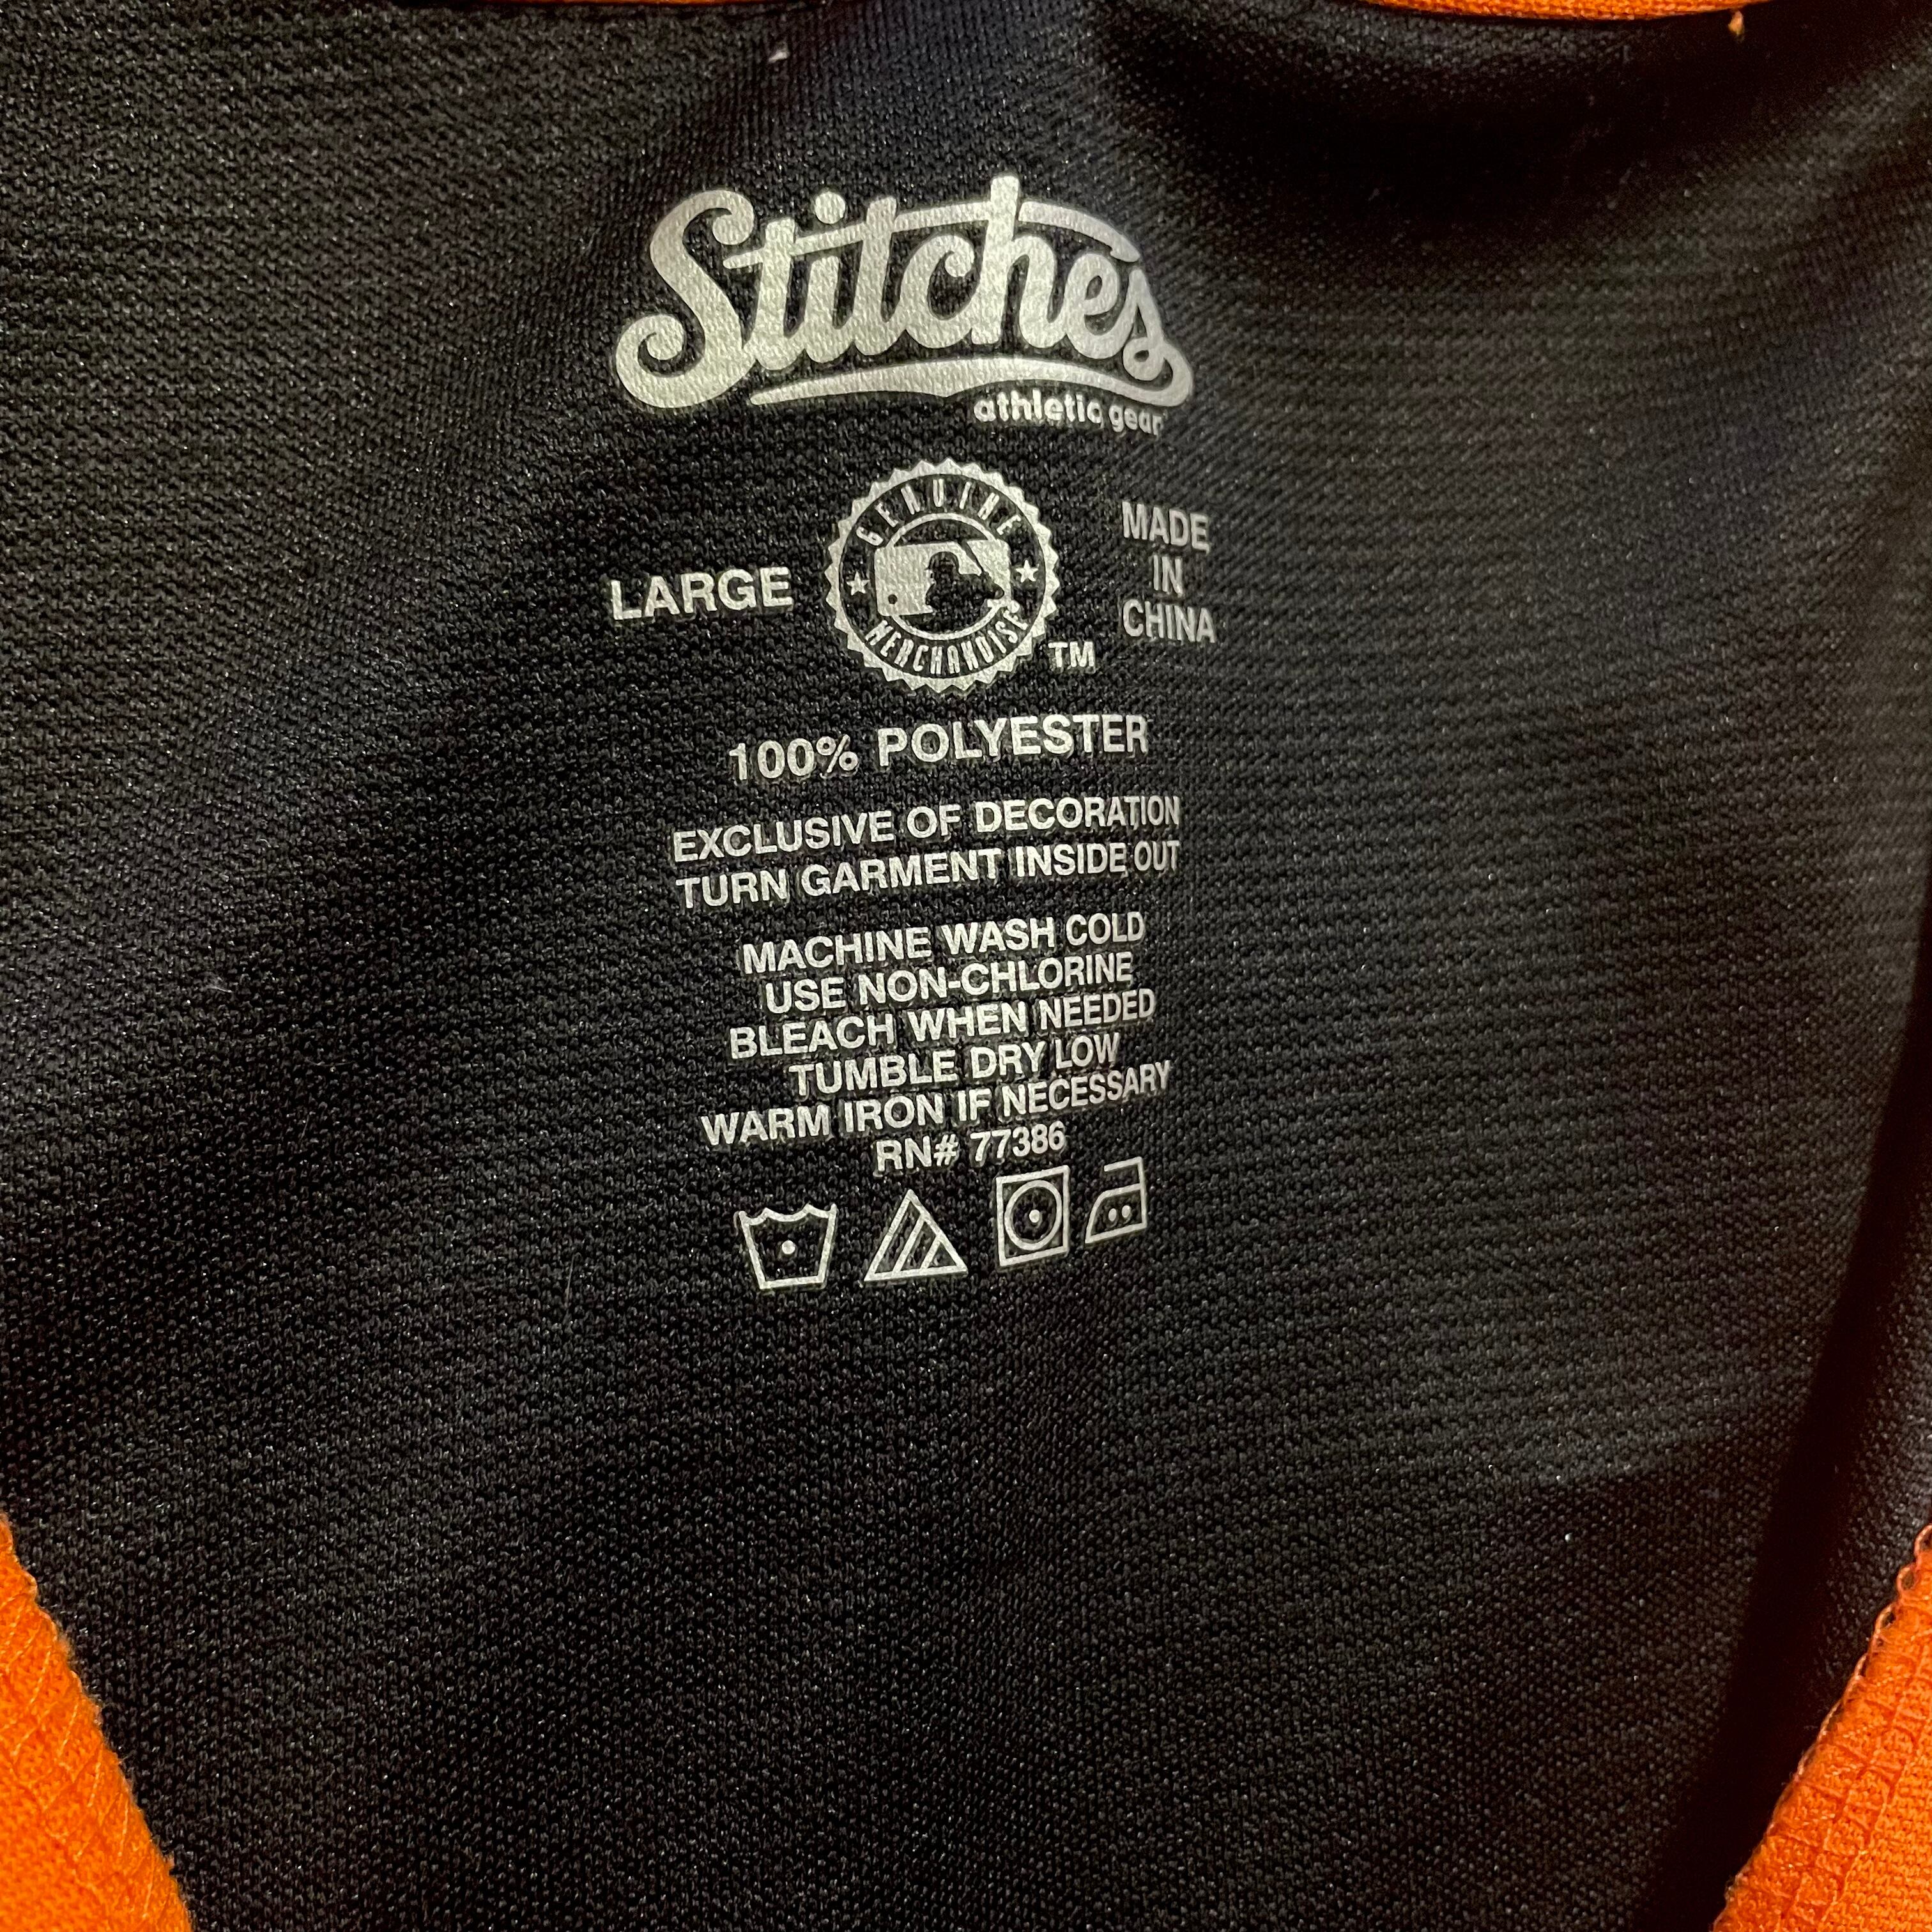 Stitches
athletic gear
LARGE
GENUINE
MERCHANDISE
TM
MADE
IN
CHINA
100% POLYESTER
EXCLUSIVE OF DECORATION
TURN GARMENT INSIDE OUT
MACHINE WASH COLD
USE NON-CHLORINE
BLEACH WHEN NEEDED
TUMBLE DRY LOW
WARM IRON IF NECESSARY
RN# 77386